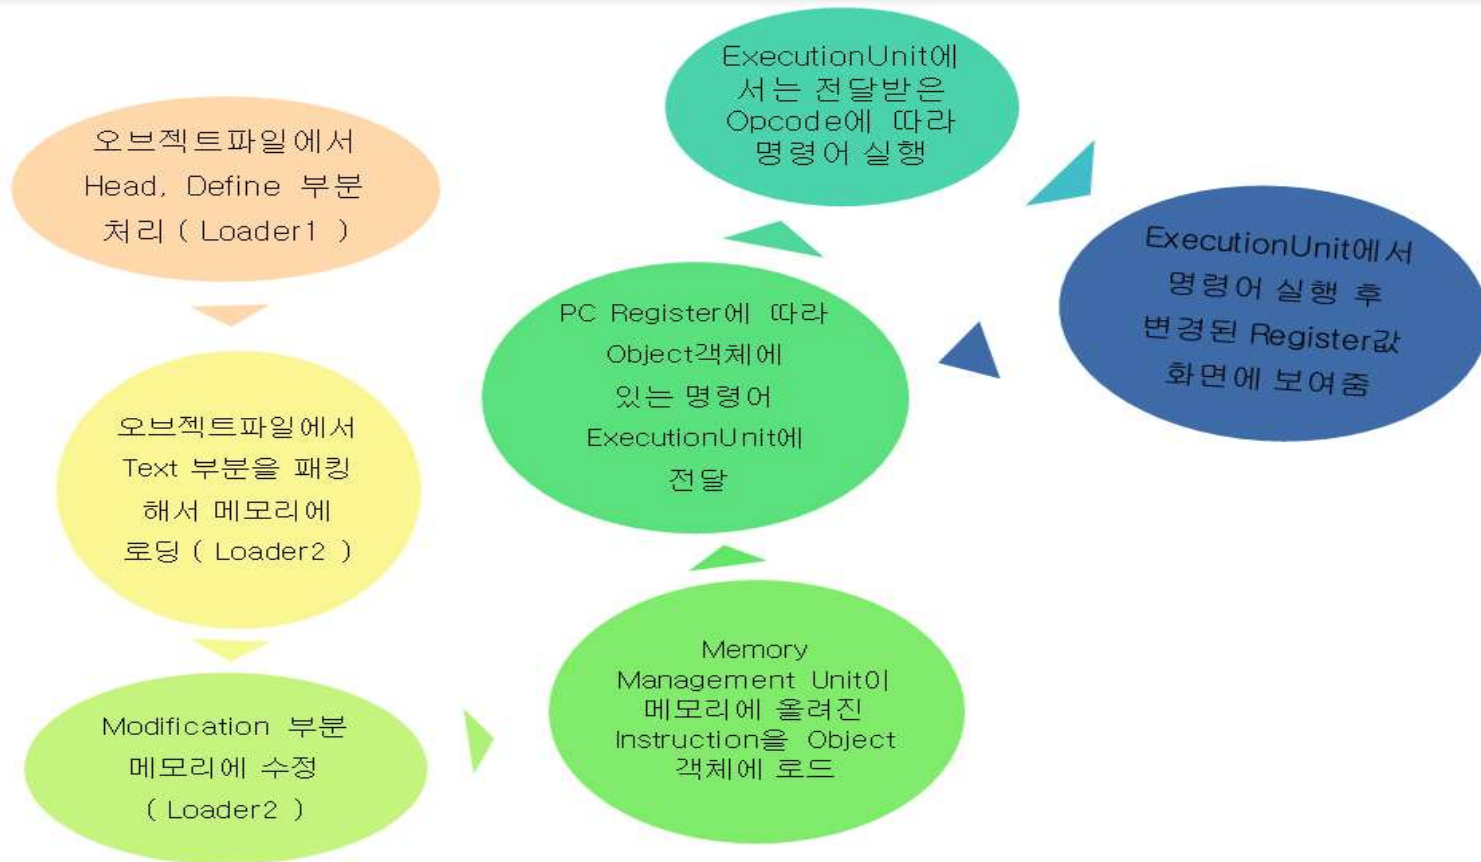 오브젝트파일에서
Head, Define 부분
처리 ( Loader1 )
오브젝트파일에서
Text 부분을 패킹
해서 메모리에
로딩 ( Loader2 )
Modification 부분
메모리에 수정
( Loader2 )
Memory
Management Unit이
메모리에 올려진
Instruction을 Object
객체에 로드
PC Register에 따라
Object객체에
있는 명령어
ExecutionUnit에
전달
ExecutionUnit에
서는 전달받은
Opcode에 따라
명령어 실행
ExecutionUnit에서
명령어 실행 후
변경된 Register값
화면에 보여줌